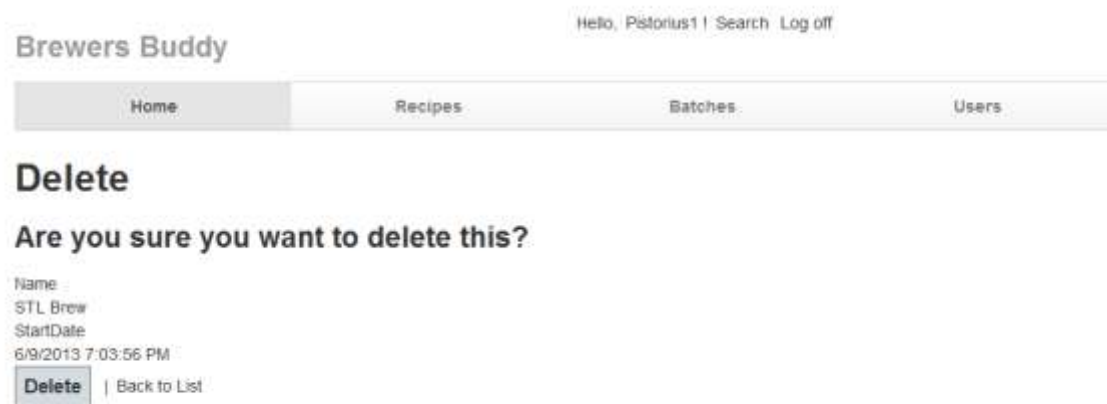 Hello, Pistorius1 ! Search Log off
Brewers Buddy
Home Recipes Batches Users
Delete
Are you sure you want to delete this?
Name
STL Brew
StartDate
6/9/2013 7:03:56 PM
Delete | Back to List